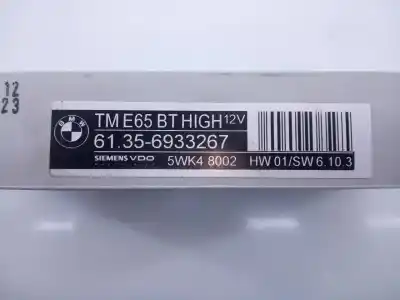 12
23
BMW
TM E65 BT HIGH 12V
61.35-6933267
SIEMENS VDO 5WK4 8002 HW 01/SW 6.10.3